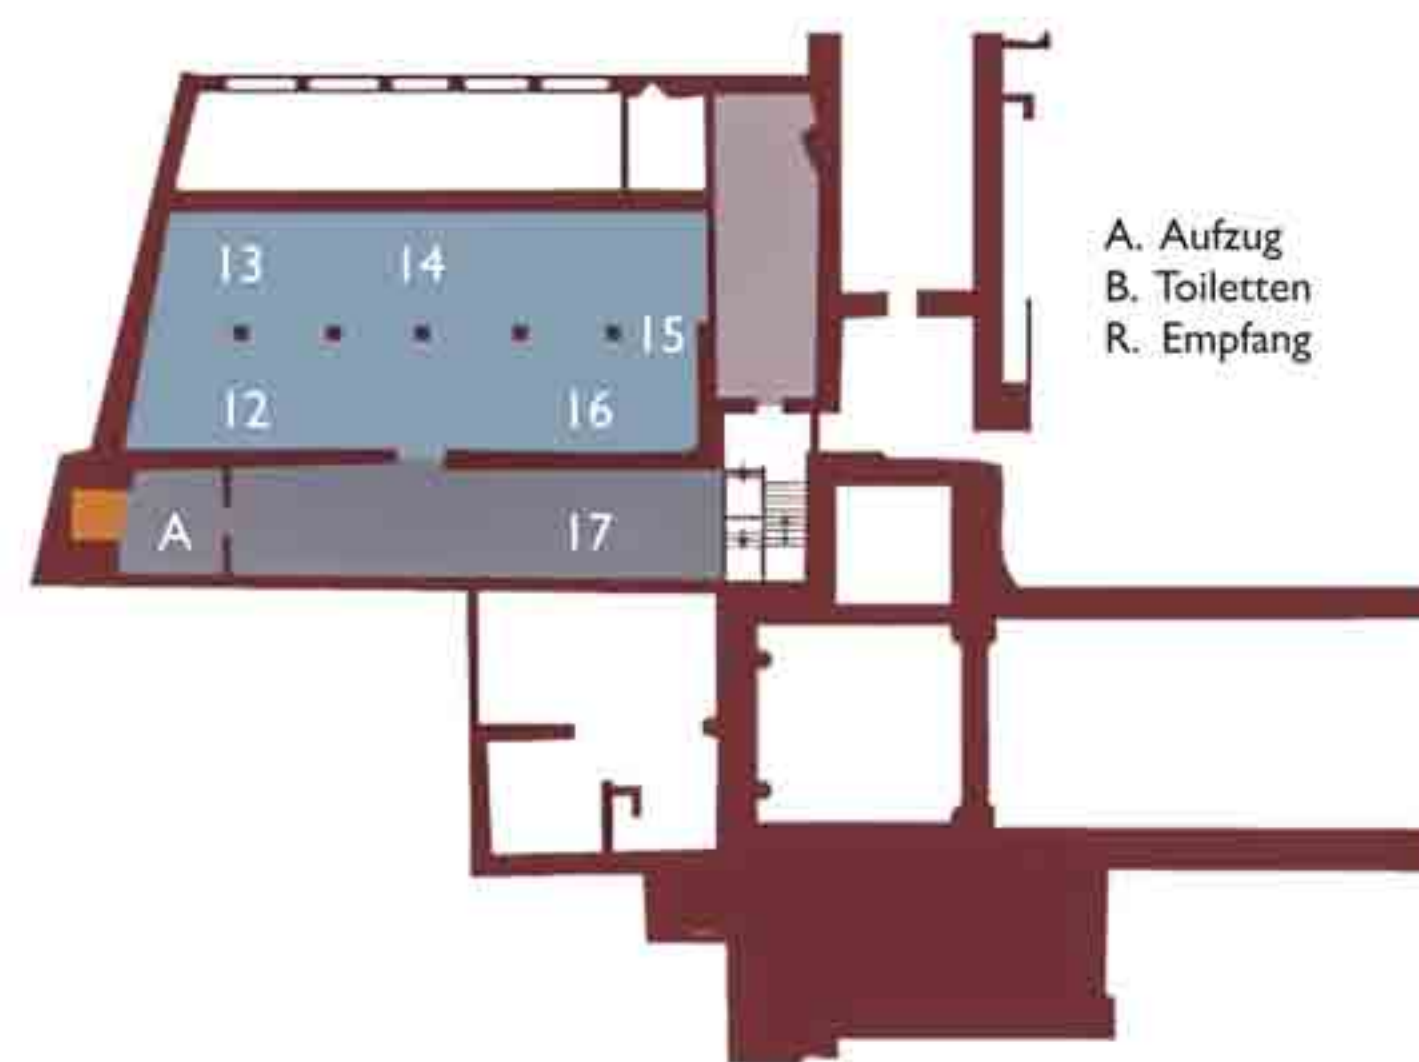 13 14
15
12 16
A 17
A. Aufzug
B. Toiletten
R. Empfang